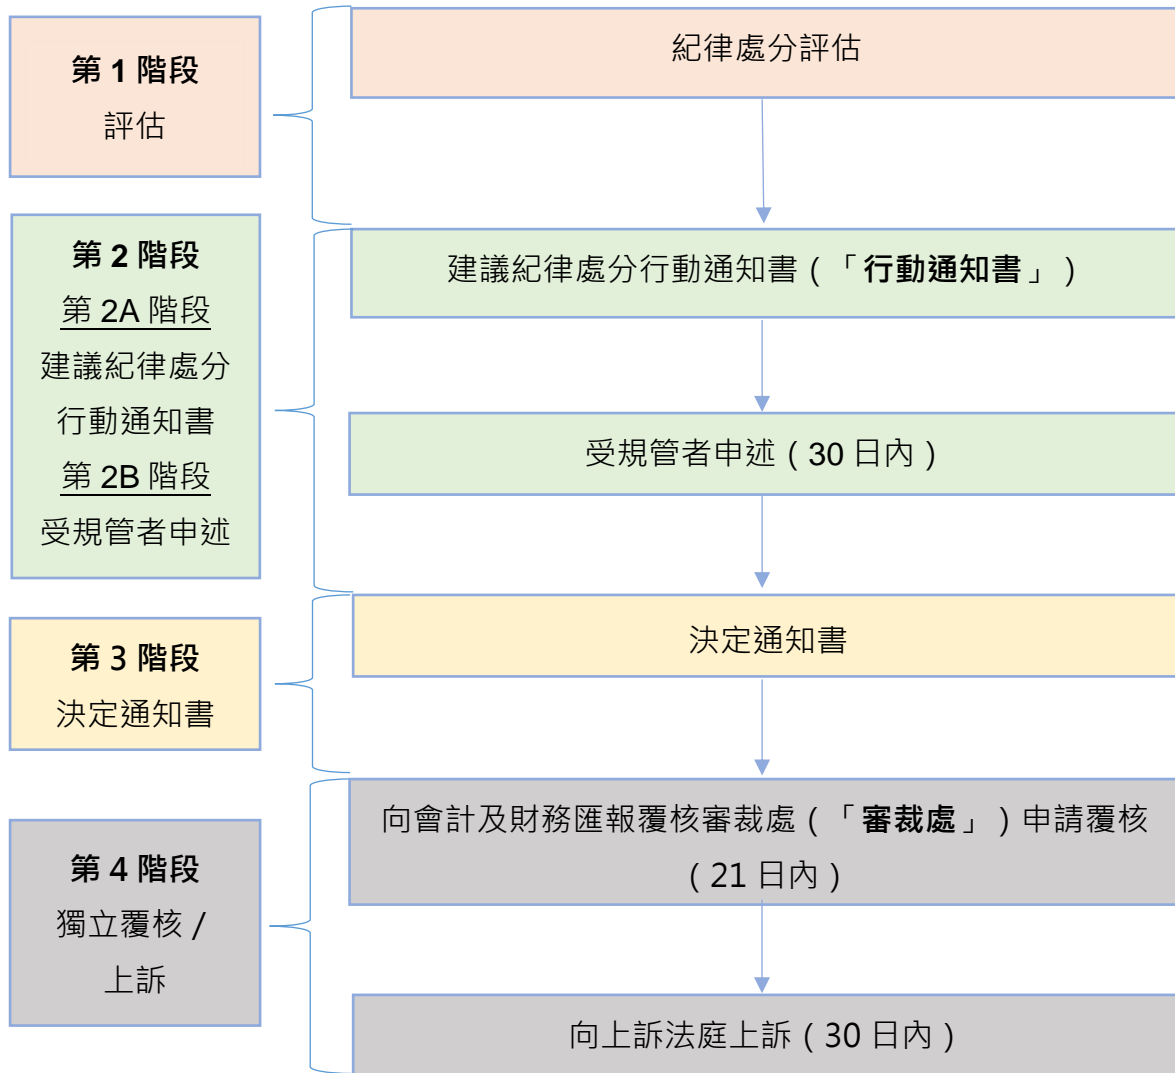 第 1 階段
評估
紀律處分評估
第 2 階段
第 2A 階段
建議紀律處分
行動通知書
第 2B 階段
受規管者申述
建議紀律處分行動通知書(「行動通知書」)
受規管者申述(30 日內)
第 3 階段
決定通知書
決定通知書
第 4 階段
獨立覆核 /
上訴
向會計及財務匯報覆核審裁處(「審裁處」)申請覆核
(21 日內)
向上訴法庭上訴(30 日內)